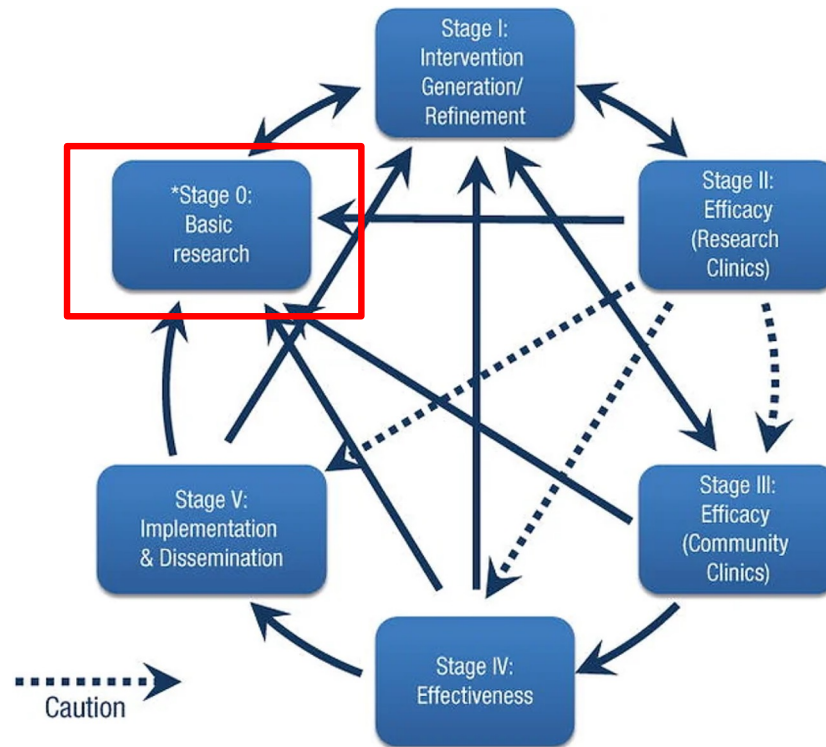 Stage I:
Intervention
Generation/
Refinement
*Stage 0:
Basic
research
Stage II:
Efficacy
(Research
Clinics)
Stage V:
Implementation
& Dissemination
Stage III:
Efficacy
(Community
Clinics)
Stage IV:
Effectiveness
Caution